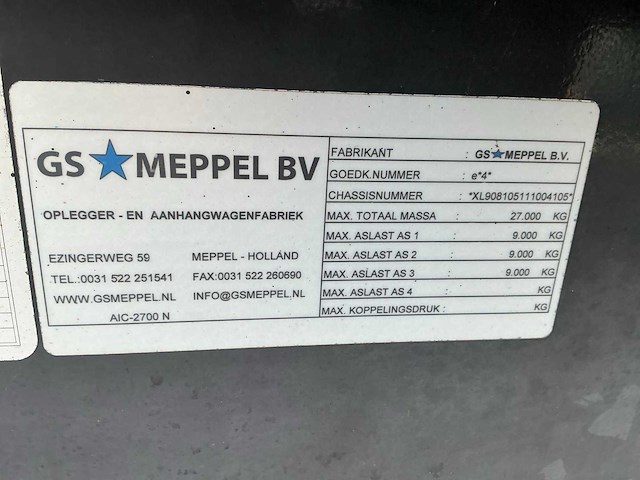 GS★MEPPEL BV
OPLEGGER - EN AANHANGWAGENFABRIEK
EZINGERWEG 59 MEPPEL - HOLLAND
TEL.:0031 522 251541 FAX:0031 522 260690
WWW.GSMEPPEL.NL INFO@GSMEPPEL.NL
AIC-2700 N
FABRIKANT : GS★MEPPEL B.V.
GOEDK.NUMMER : e*4*
CHASSISNUMMER : *XL908105111004105*
MAX. TOTAAL MASSA : 27.000 KG
MAX. ASLAST AS 1 : 9.000 KG
MAX. ASLAST AS 2 : 9.000 KG
MAX. ASLAST AS 3 : 9.000 KG
MAX. ASLAST AS 4 : KG
MAX. KOPPELINGSDRUK : KG